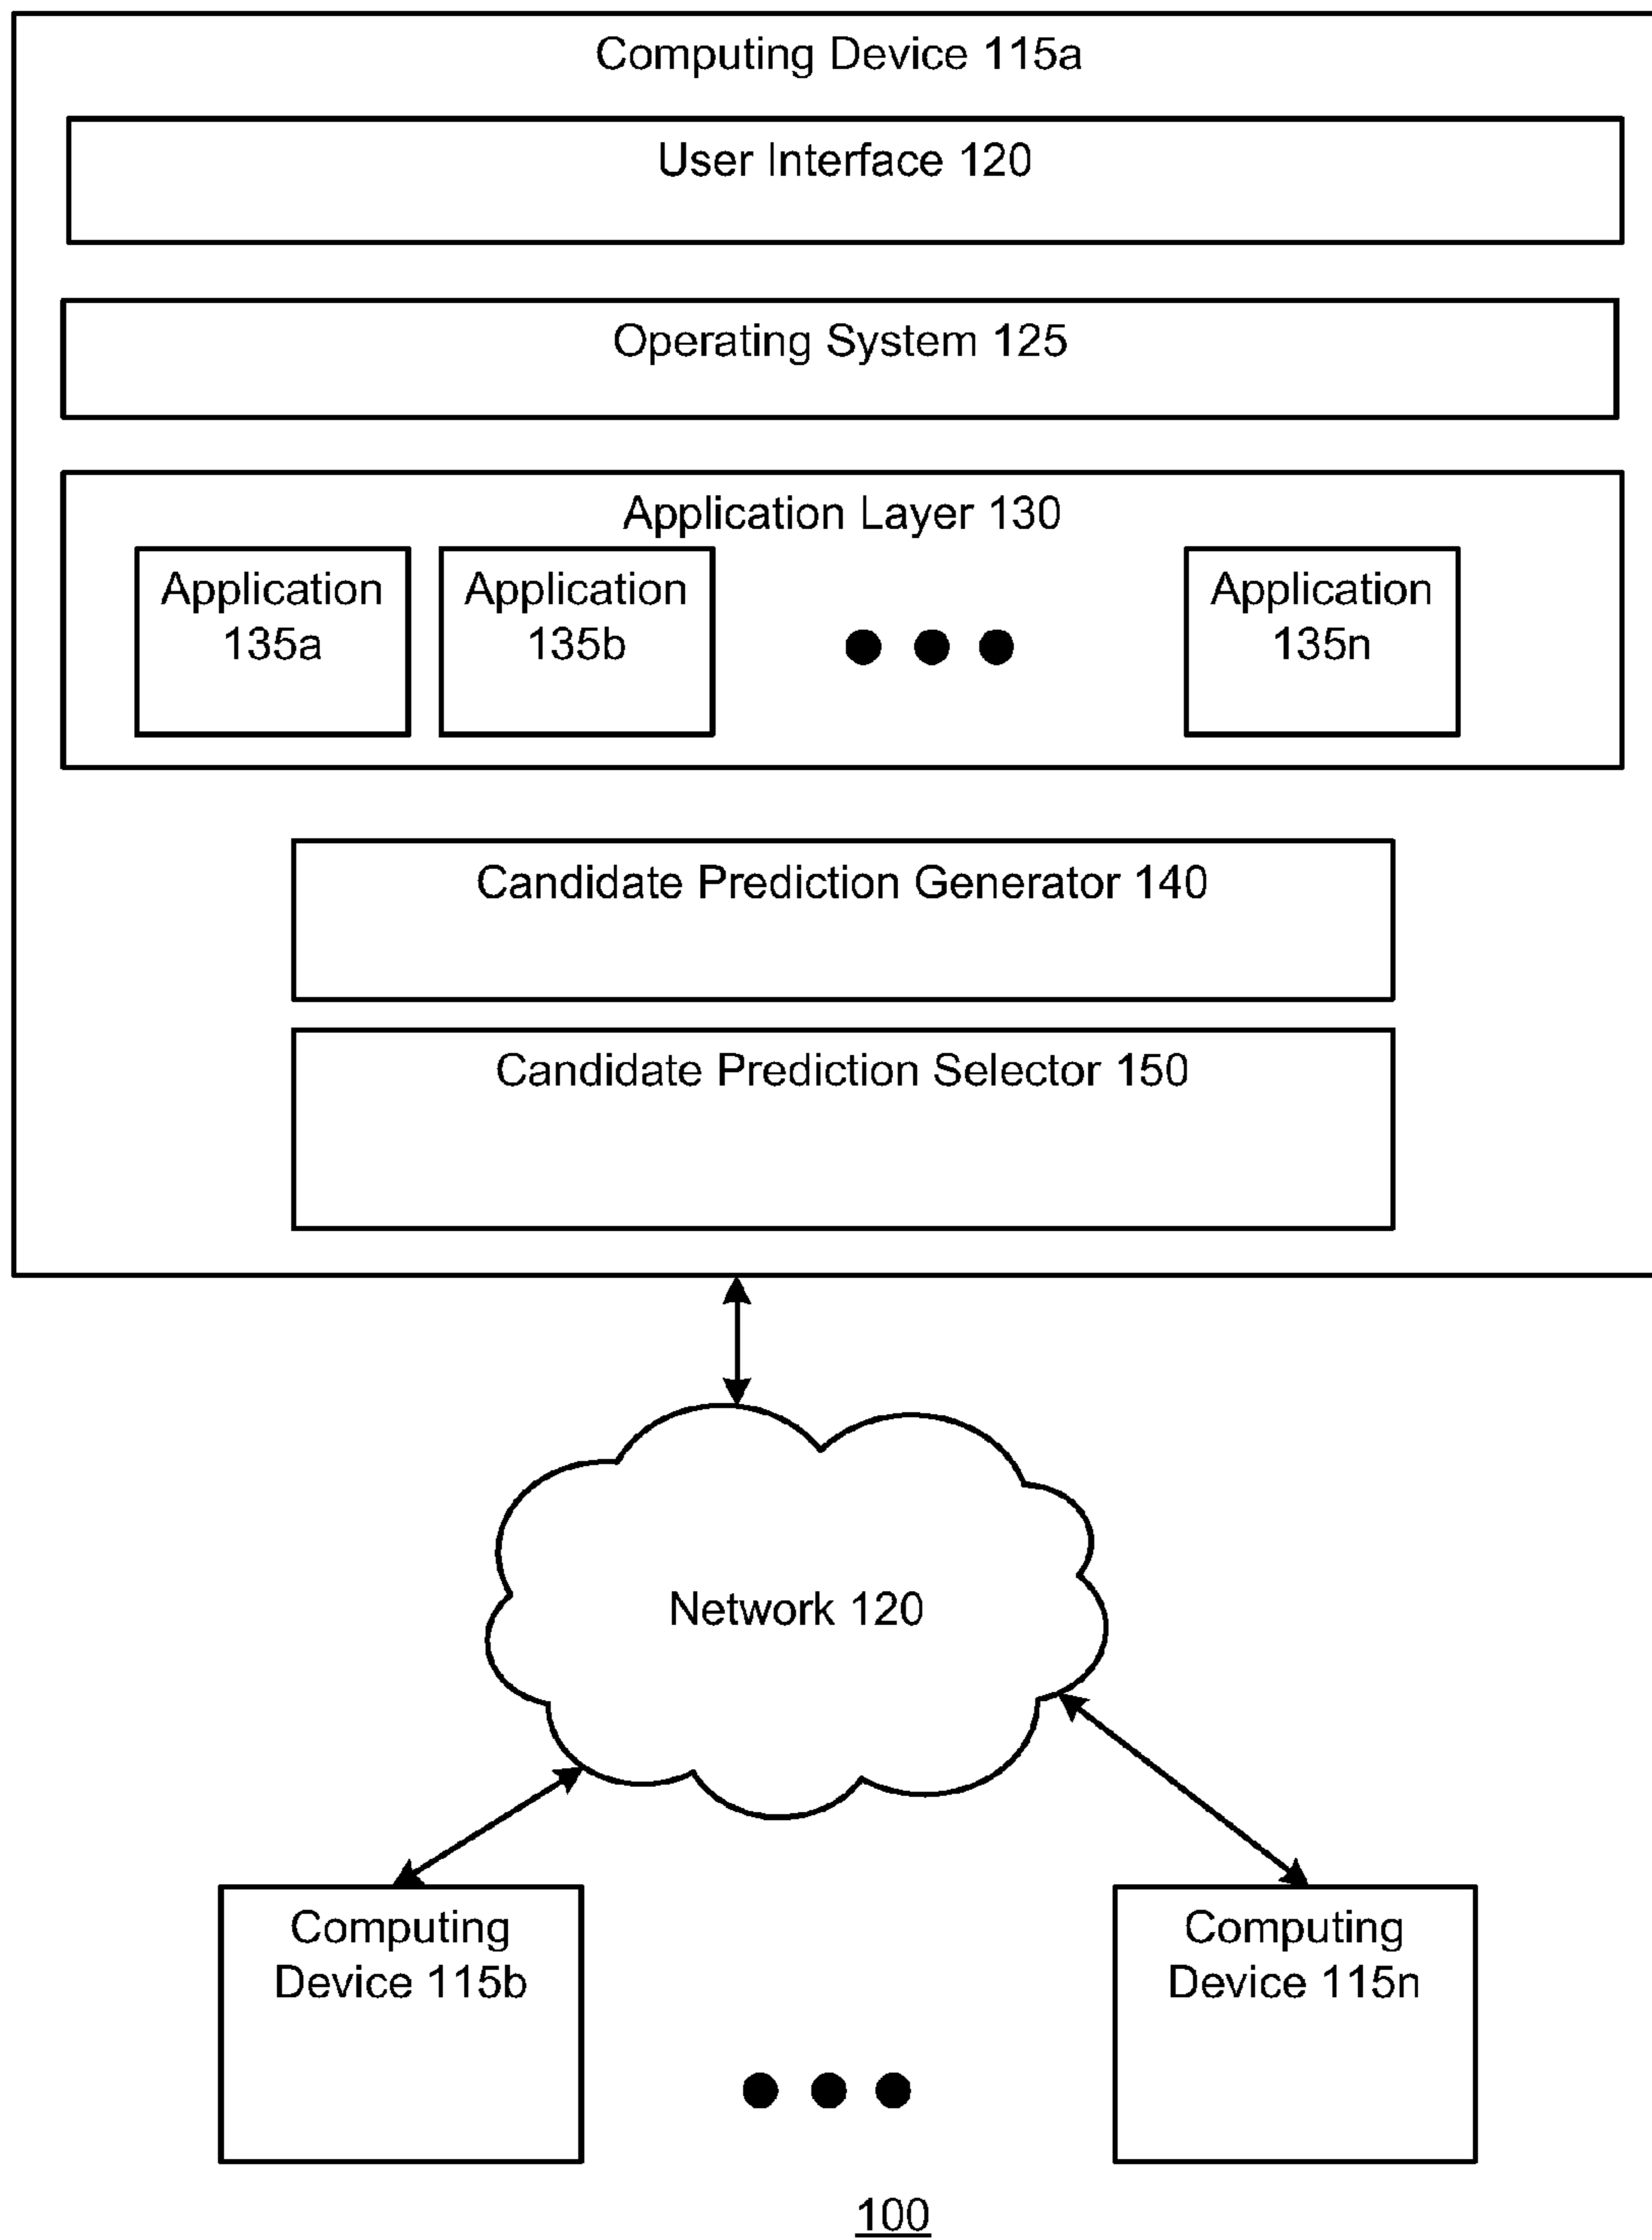 Computing Device 115a
User Interface 120
Operating System 125
Application Layer 130
Application
135a
Application
135b
Application
135n
Candidate Prediction Generator 140
Candidate Prediction Selector 150
Network 120
Computing
Device 115b
Computing
Device 115n
100